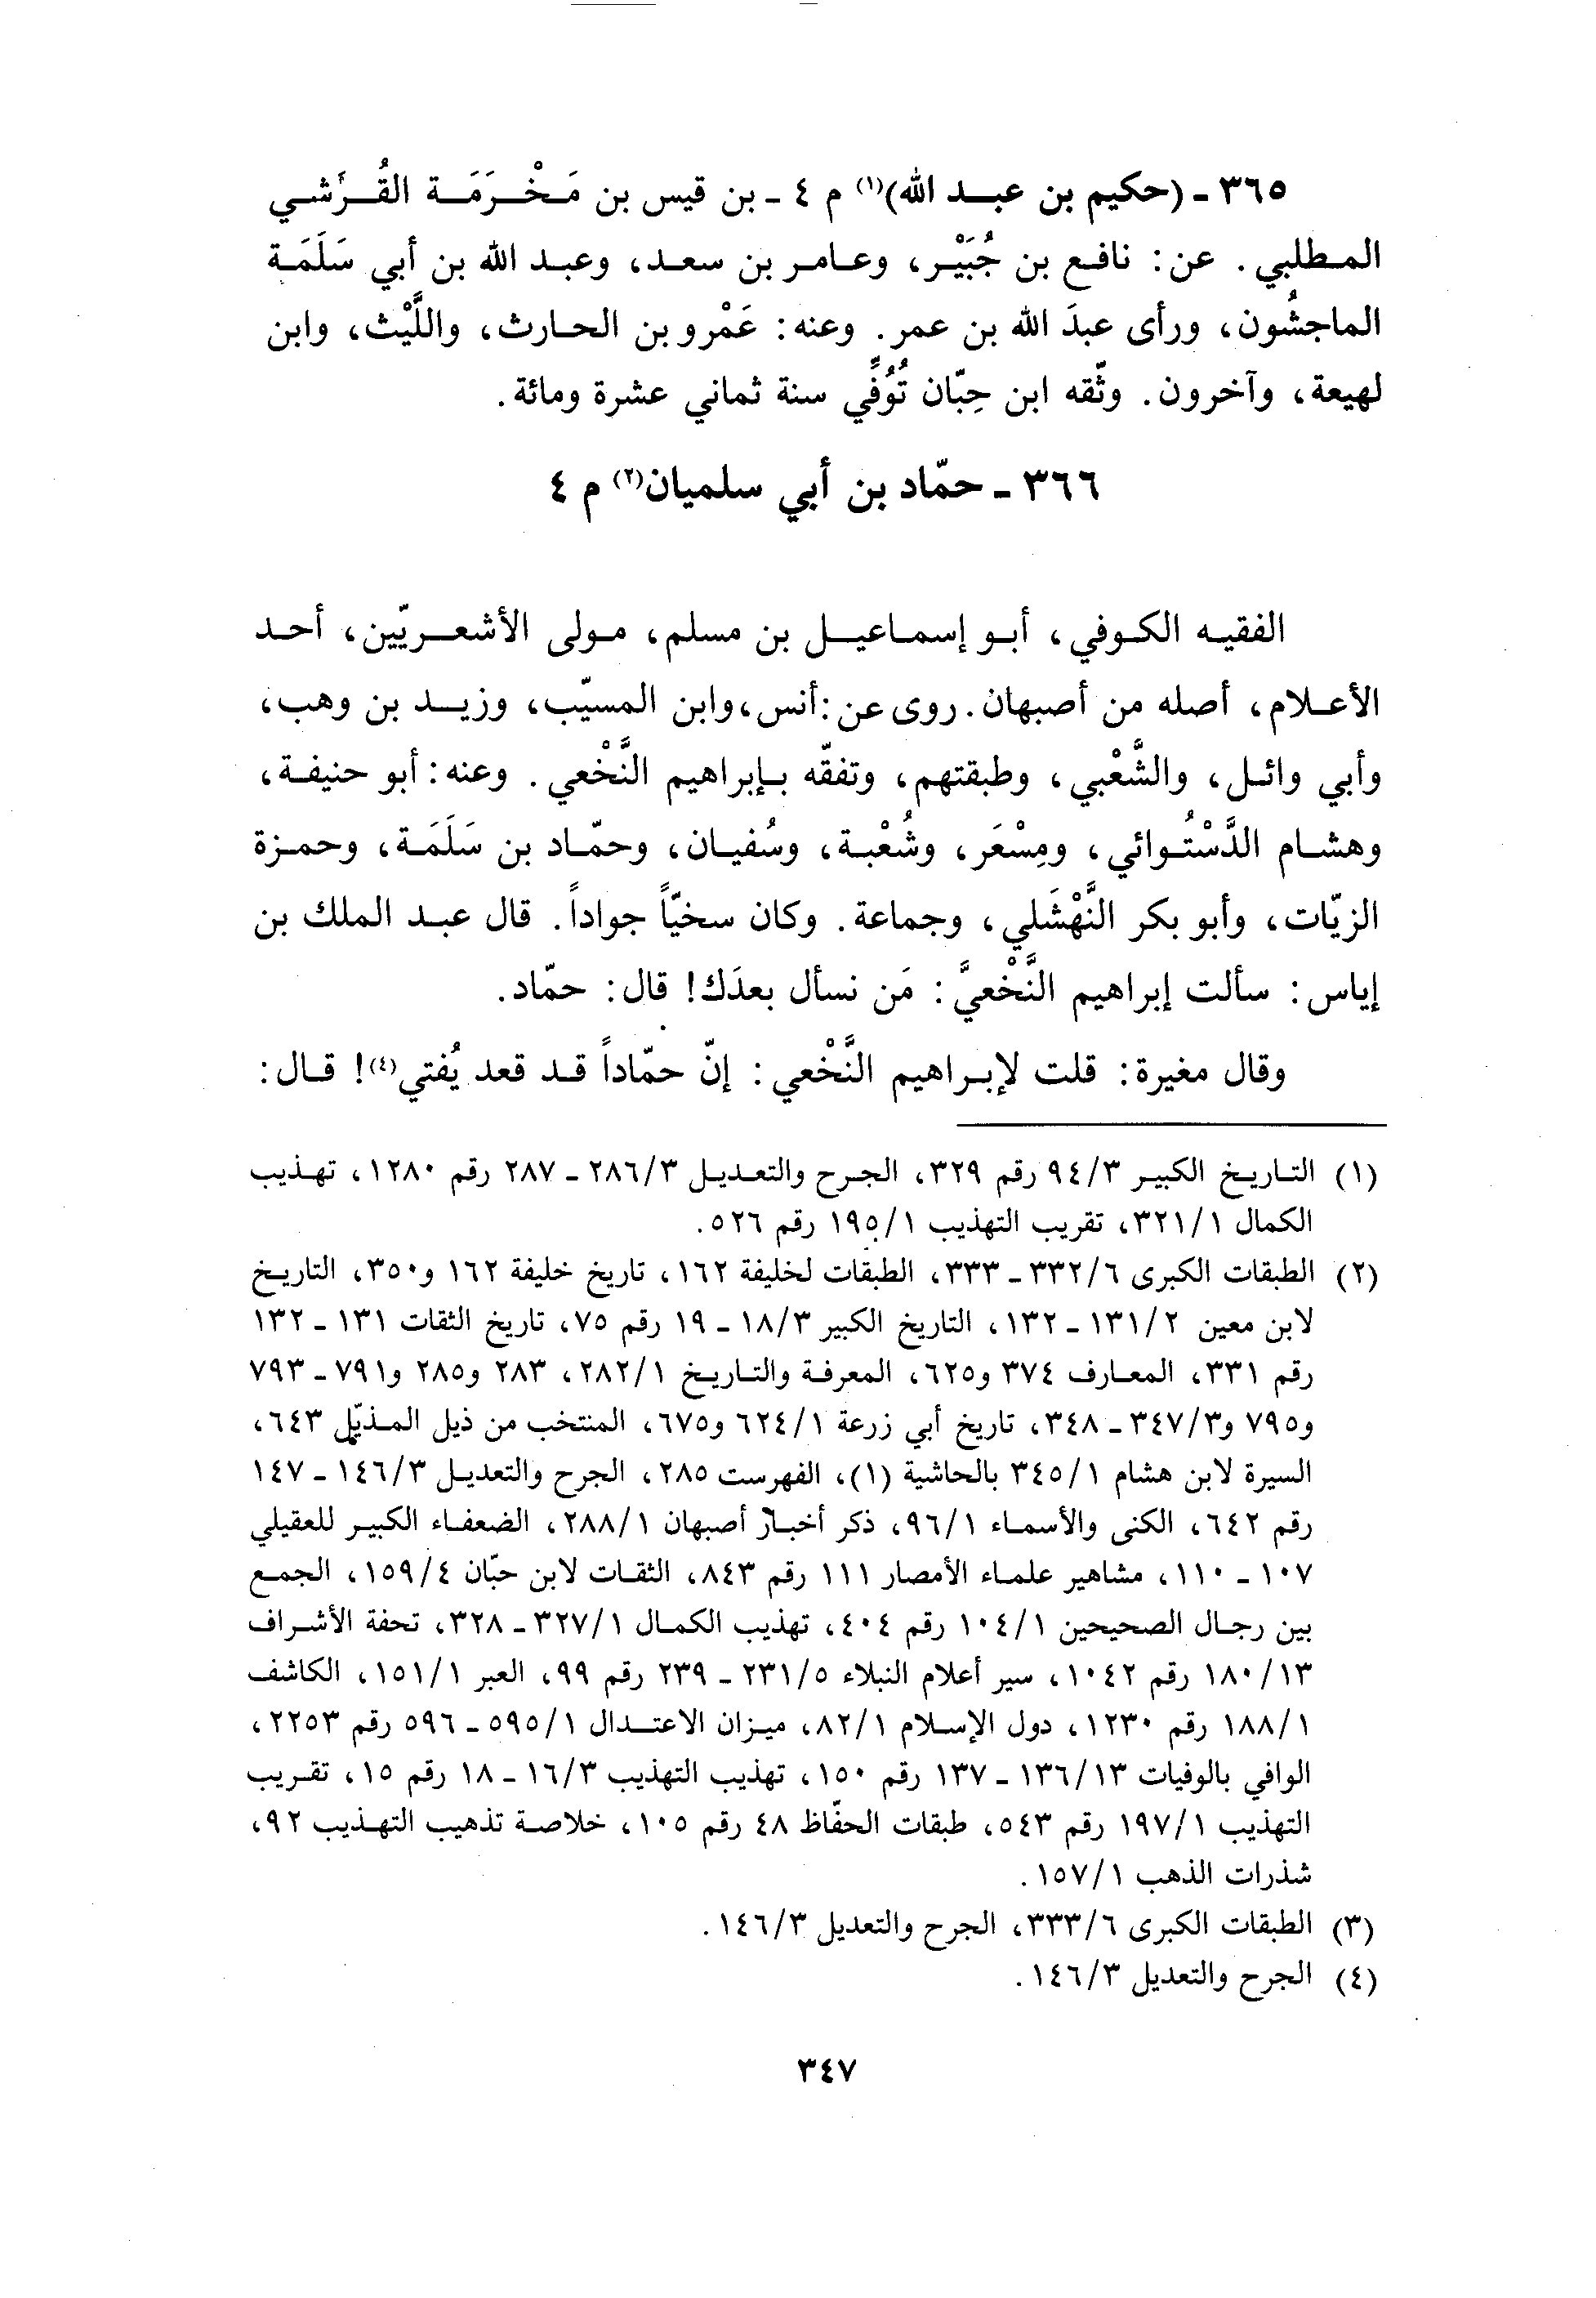 ٣٦٥ ـ (حكيم بن عبد الله)(١) م ٤ ـ بن قيس بن مَخْرَمَة القُرَشي
المطلبي. عن: نافع بن جُبَيْر، وعامر بن سعد، وعبد الله بن أبي سَلَمَة
الماجشُون، ورأى عبدَ الله بن عمر. وعنه: عَمْرو بن الحارث، واللَّيْث، وابن
لهيعة، وآخرون. وثّقه ابن حِبّان تُوُفِّي سنة ثماني عشرة ومائة.
٣٦٦ ـ حمّاد بن أبي سلميان(٢) م ٤
الفقيه الكوفي، أبو إسماعيل بن مسلم، مولى الأشعريّين، أحد
الأعلام، أصله من أصبهان. روى عن: أنس، وابن المسيّب، وزيد بن وهب،
وأبي وائل، والشَّعْبي، وطبقتهم، وتفقّه بإبراهيم النَّخْعي. وعنه: أبو حنيفة،
وهشام الدَّسْتُوائي، ومِسْعَر، وشُعْبة، وسُفيان، وحمّاد بن سَلَمَة، وحمزة
الزيّات، وأبو بكر النَّهْشَلي، وجماعة. وكان سخيّاً جواداً. قال عبد الملك بن
إياس: سألت إبراهيم النَّخْعيَّ: مَن نسأل بعدَك! قال: حمّاد.
وقال مغيرة: قلت لإبراهيم النَّخْعي: إنّ حمّاداً قد قعد يُفتي(٤)! قال:
(١) التاريخ الكبير ٩٤/٣ رقم ٣٢٩، الجرح والتعديل ٢٨٦/٣ ـ ٢٨٧ رقم ١٢٨٠، تهذيب
الكمال ٣٢١/١، تقريب التهذيب ١٩٥/١ رقم ٥٢٦.
(٢) الطبقات الكبرى ٣٣٢/٦ ـ ٣٣٣، الطبقات لخليفة ١٦٢، تاريخ خليفة ١٦٢ و٣٥٠، التاريخ
لابن معين ١٣١/٢ ـ ١٣٢، التاريخ الكبير ١٨/٣ ـ ١٩ رقم ٧٥، تاريخ الثقات ١٣١ ـ ١٣٢
رقم ٣٣١، المعارف ٣٧٤ و٦٢٥، المعرفة والتاريخ ٢٨٢/١، ٢٨٣ و٢٨٥ و٧٩١ ـ ٧٩٣
و٧٩٥ و٣٤٧/٣ ـ ٣٤٨، تاريخ أبي زرعة ٦٢٤/١ و٦٧٥، المنتخب من ذيل المذيّل ٦٤٣،
السيرة لابن هشام ٣٤٥/١ بالحاشية (١)، الفهرست ٢٨٥، الجرح والتعديل ١٤٦/٣ ـ ١٤٧
رقم ٦٤٢، الكنى والأسماء ٩٦/١، ذكر أخبار أصبهان ٢٨٨/١، الضعفاء الكبير للعقيلي
١٠٧ ـ ١١٠، مشاهير علماء الأمصار ١١١ رقم ٨٤٣، الثقات لابن حبّان ١٥٩/٤، الجمع
بين رجال الصحيحين ١٠٤/١ رقم ٤٠٤، تهذيب الكمال ٣٢٧/١ ـ ٣٢٨، تحفة الأشراف
١٨٠/١٣ رقم ١٠٤٢، سير أعلام النبلاء ٢٣١/٥ ـ ٢٣٩ رقم ٩٩، العبر ١٥١/١، الكاشف
١٨٨/١ رقم ١٢٣٠، دول الإسلام ٨٢/١، ميزان الاعتدال ٥٩٥/١ ـ ٥٩٦ رقم ٢٢٥٣،
الوافي بالوفيات ١٣٦/١٣ ـ ١٣٧ رقم ١٥٠، تهذيب التهذيب ١٦/٣ ـ ١٨ رقم ١٥، تقريب
التهذيب ١٩٧/١ رقم ٥٤٣، طبقات الحفّاظ ٤٨ رقم ١٠٥، خلاصة تذهيب التهذيب ٩٢،
شذرات الذهب ١٥٧/١.
(٣) الطبقات الكبرى ٣٣٣/٦، الجرح والتعديل ١٤٦/٣.
(٤) الجرح والتعديل ١٤٦/٣.
٣٤٧